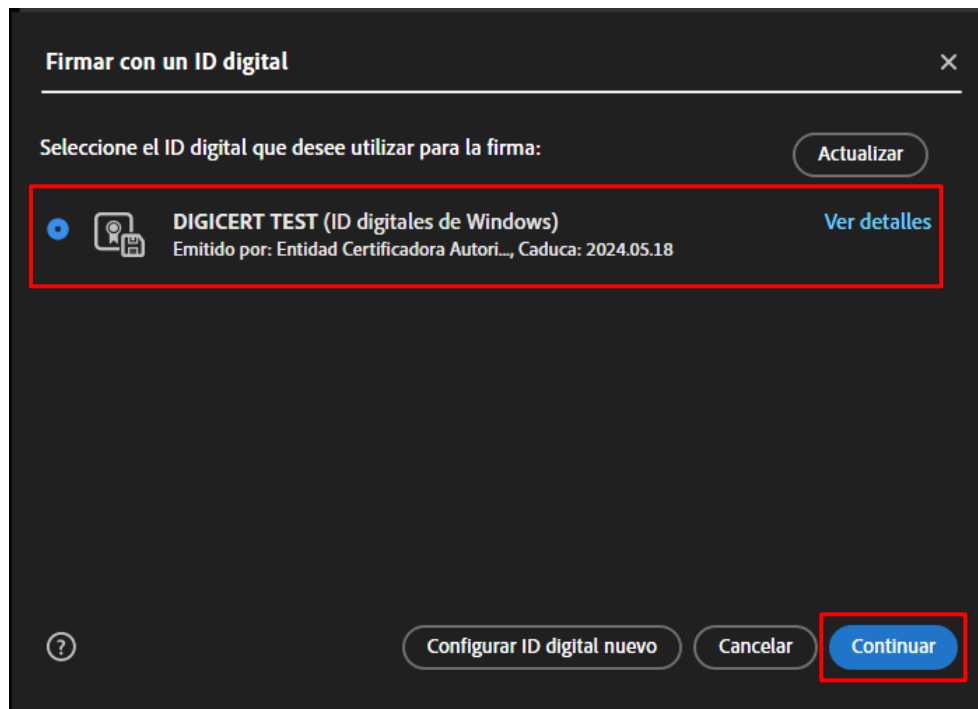 Firmar con un ID digital
Seleccione el ID digital que desee utilizar para la firma:
Actualizar
DIGICERT TEST (ID digitales de Windows)
Ver detalles
Emitido por: Entidad Certificadora Autori..., Caduca: 2024.05.18
?
Configurar ID digital nuevo
Cancelar
Continuar